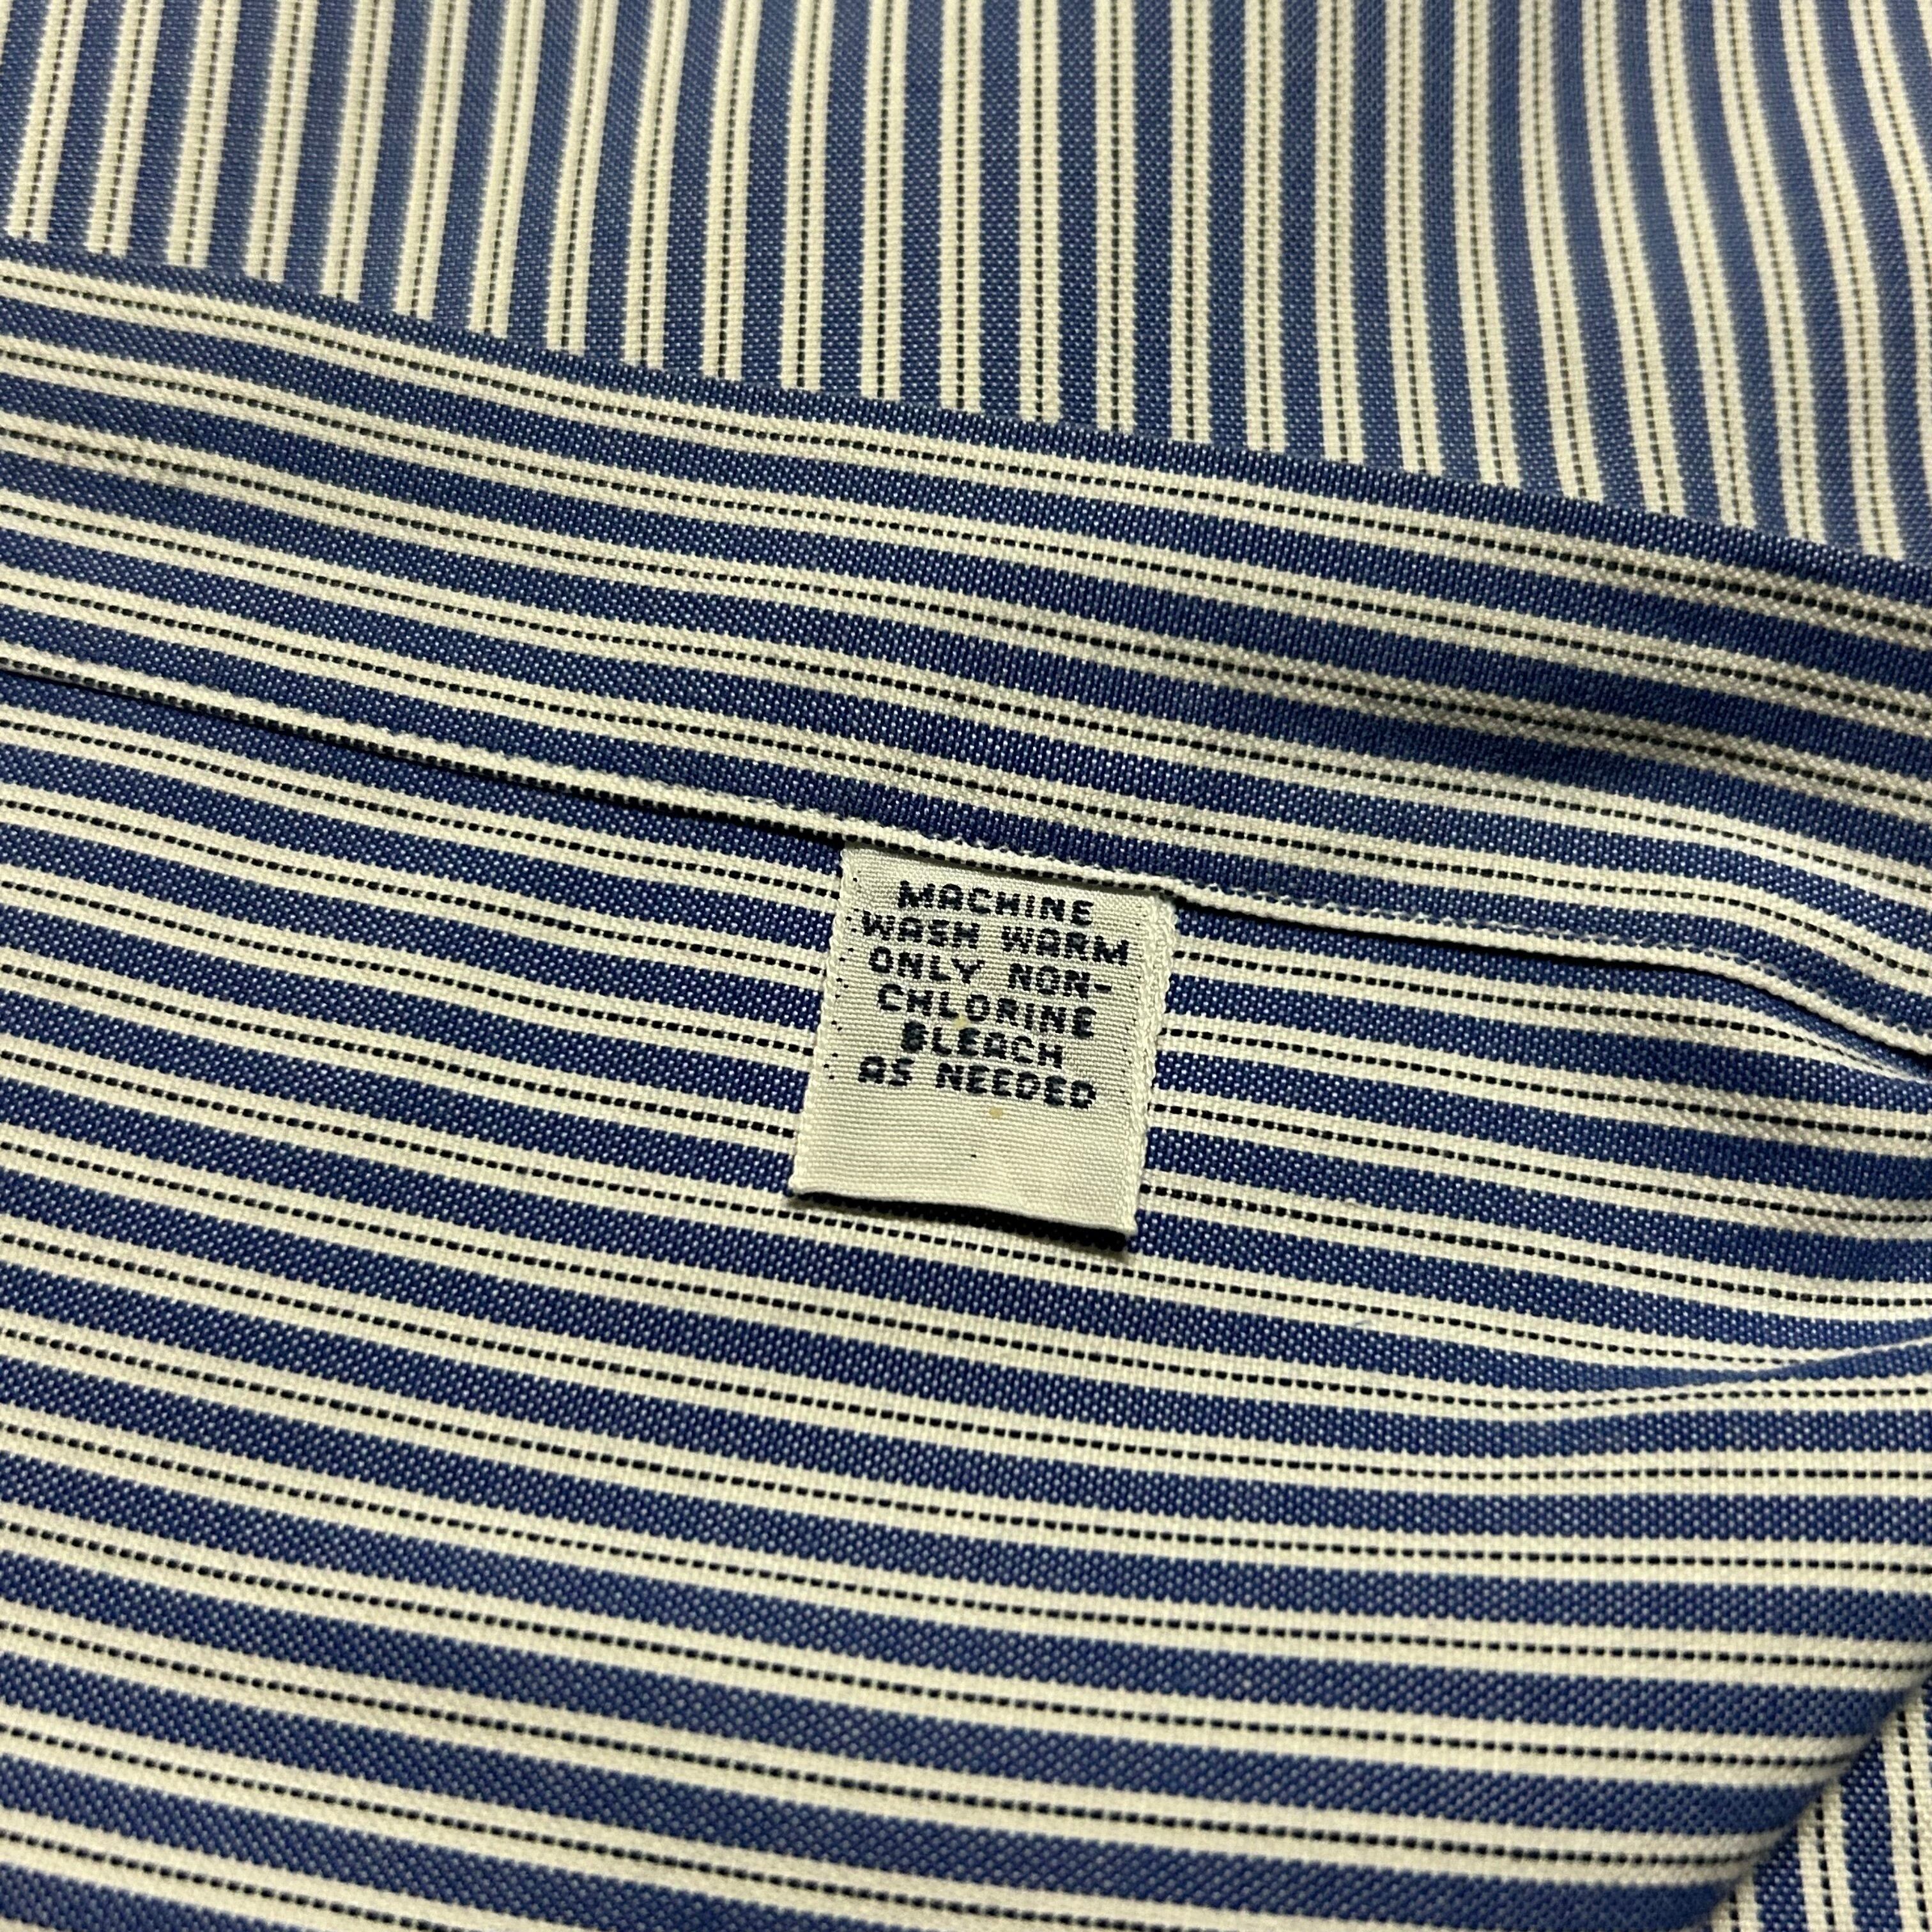 MACHINE
WASH WARM
ONLY NON-
CHLORINE
BLEACH
AS NEEDED